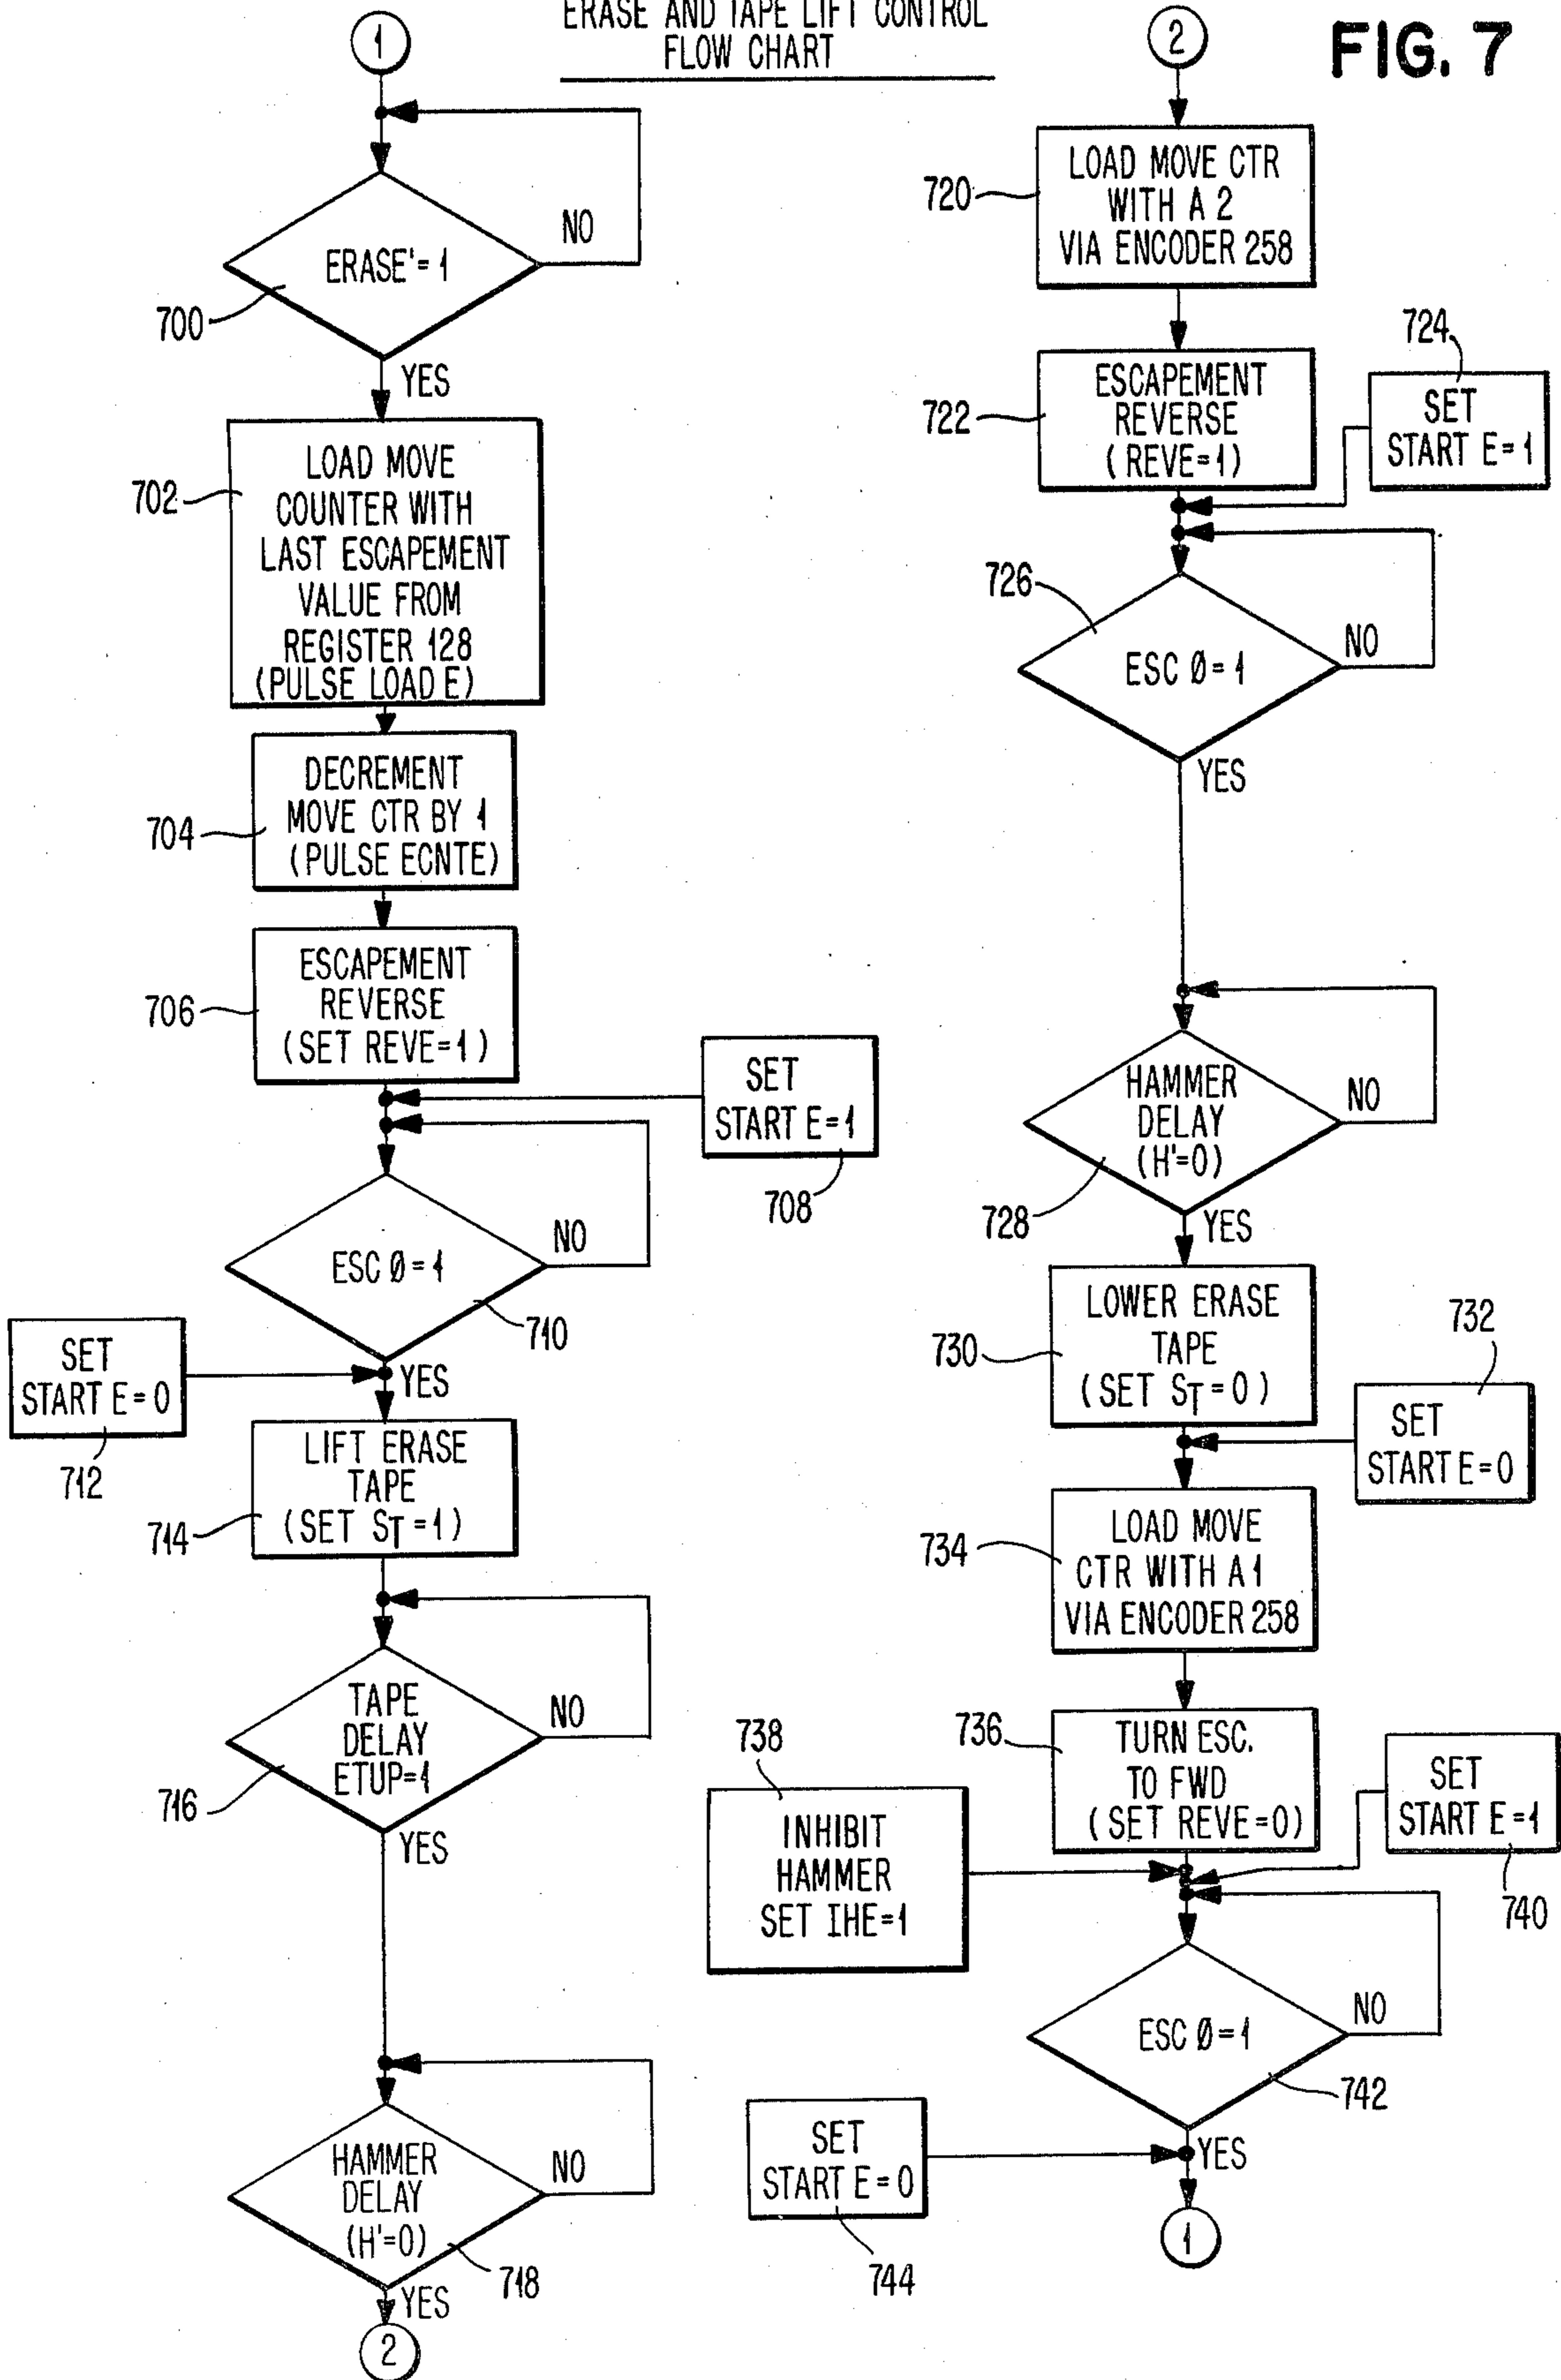 ERASE AND TAPE LIFT CONTROL
FLOW CHART
FIG. 7
1
ERASE'= 1
NO
700
YES
LOAD MOVE
COUNTER WITH
LAST ESCAPEMENT
VALUE FROM
REGISTER 128
(PULSE LOAD E)
702
DECREMENT
MOVE CTR BY 1
(PULSE ECNTE)
704
ESCAPEMENT
REVERSE
(SET REVE=1)
706
SET
START E=1
708
ESC Ø = 1
NO
710
YES
SET
START E = 0
712
LIFT ERASE
TAPE
(SET ST =1)
714
TAPE
DELAY
ETUP=1
NO
716
YES
HAMMER
DELAY
(H'=0)
NO
718
YES
2
2
LOAD MOVE CTR
WITH A 2
VIA ENCODER 258
720
ESCAPEMENT
REVERSE
(REVE=1)
722
724
SET
START E=1
726
ESC Ø = 1
NO
YES
HAMMER
DELAY
(H'=0)
NO
728
YES
LOWER ERASE
TAPE
(SET ST = 0)
730
732
SET
START E=0
LOAD MOVE
CTR WITH A 1
VIA ENCODER 258
734
TURN ESC.
TO FWD
(SET REVE=0)
736
738
INHIBIT
HAMMER
SET IHE=1
SET
START E=1
740
ESC Ø = 1
NO
742
YES
SET
START E = 0
744
1